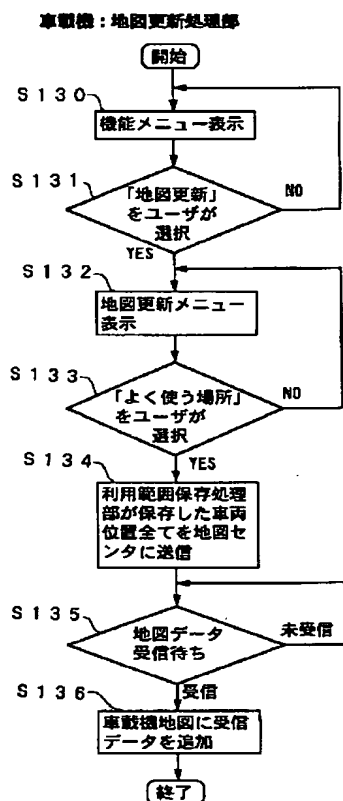 車載機：地図更新処理部
開始
S130
機能メニュー表示
S131
「地図更新」
をユーザが
選択
NO
YES
S132
地図更新メニュー
表示
S133
「よく使う場所」
をユーザが
選択
NO
YES
S134
利用範囲保存処理
部が保存した車両
位置全てを地図セ
ンタに送信
S135
地図データ
受信待ち
未受信
受信
S136
車載機地図に受信
データを追加
終了